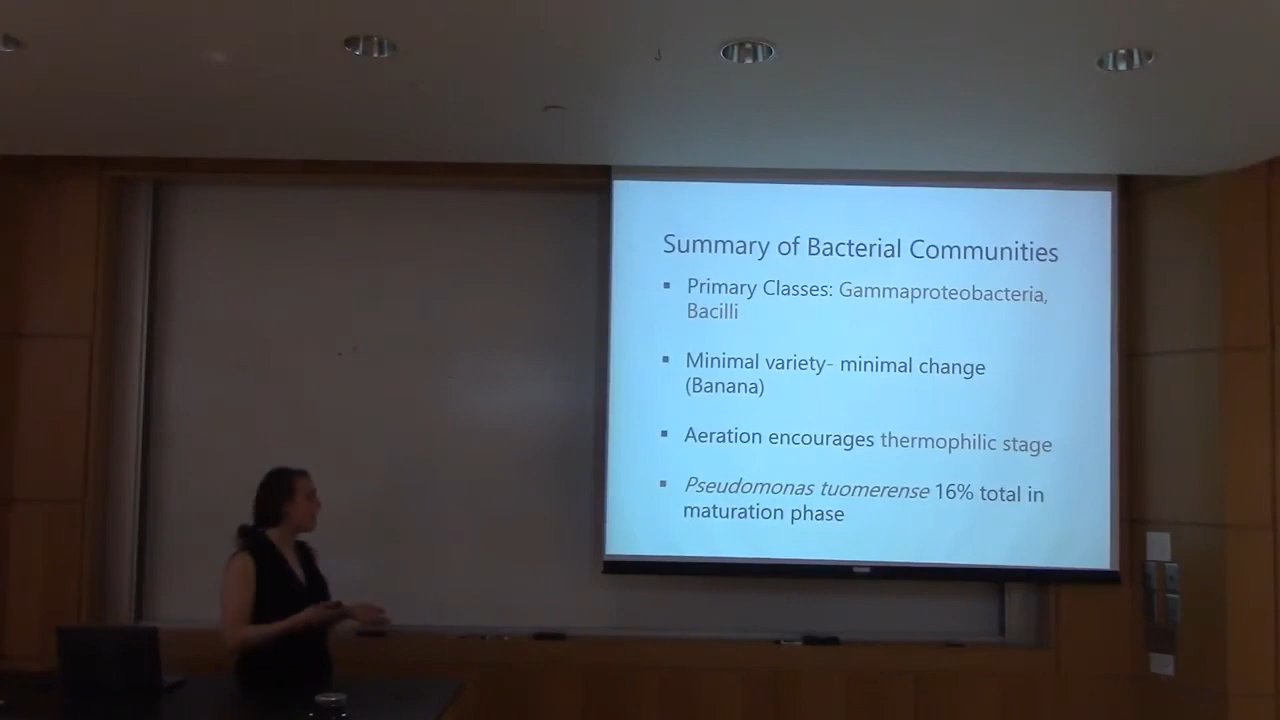 Summary of Bacterial Communities
▪ Primary Classes: Gammaproteobacteria,
Bacilli
▪ Minimal variety- minimal change
(Banana)
▪ Aeration encourages thermophilic stage
▪ Pseudomonas tuomerense 16% total in
maturation phase